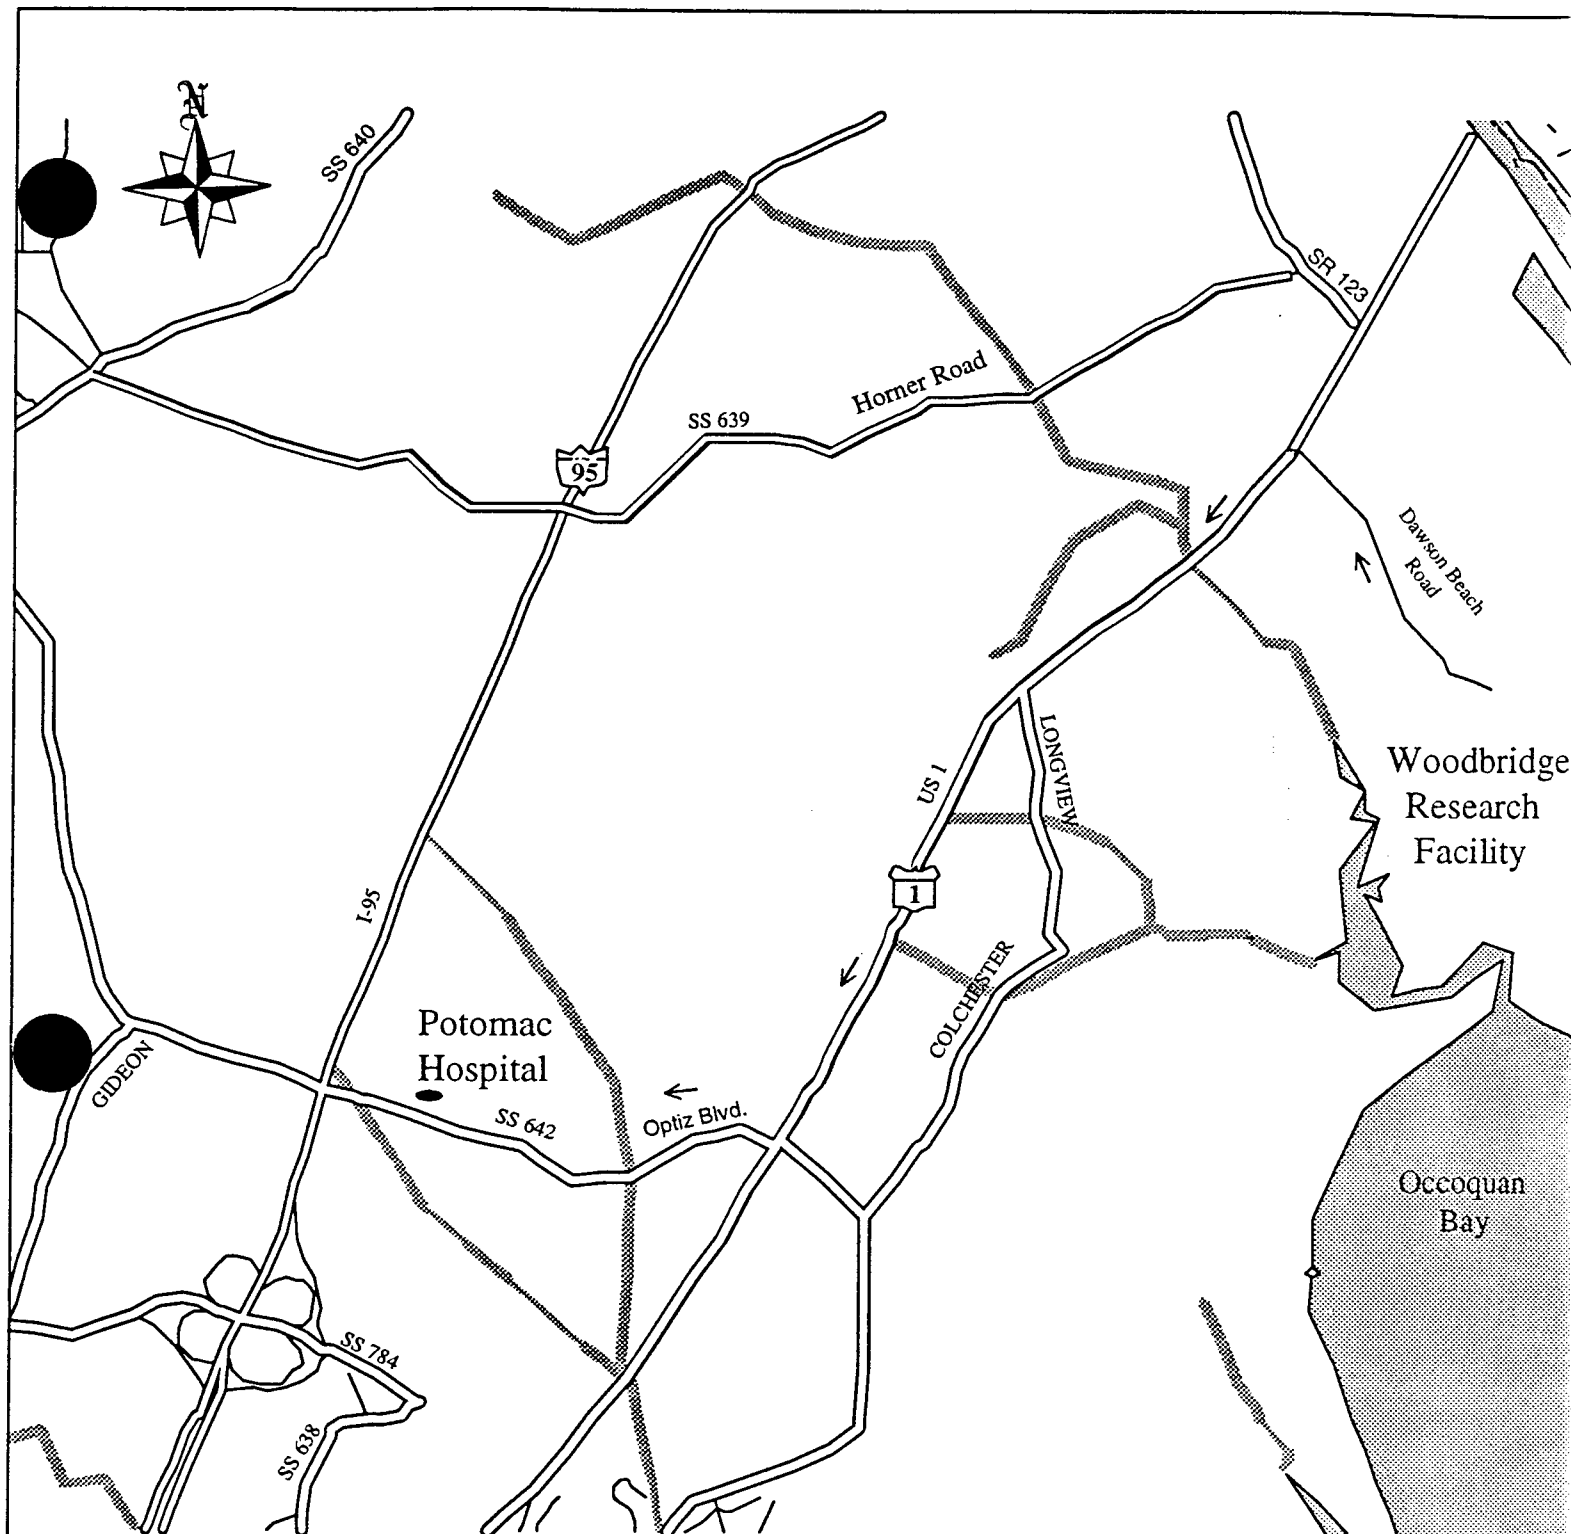 N
SS 640
SR 123
Horner Road
SS 639
95
Dawson Beach
Road
LONGVIEW
US 1
Woodbridge
Research
Facility
1
I-95
COLCHESTER
Potomac
Hospital
GIDEON
SS 642
Optiz Blvd.
Occoquan
Bay
SS 784
SS 638